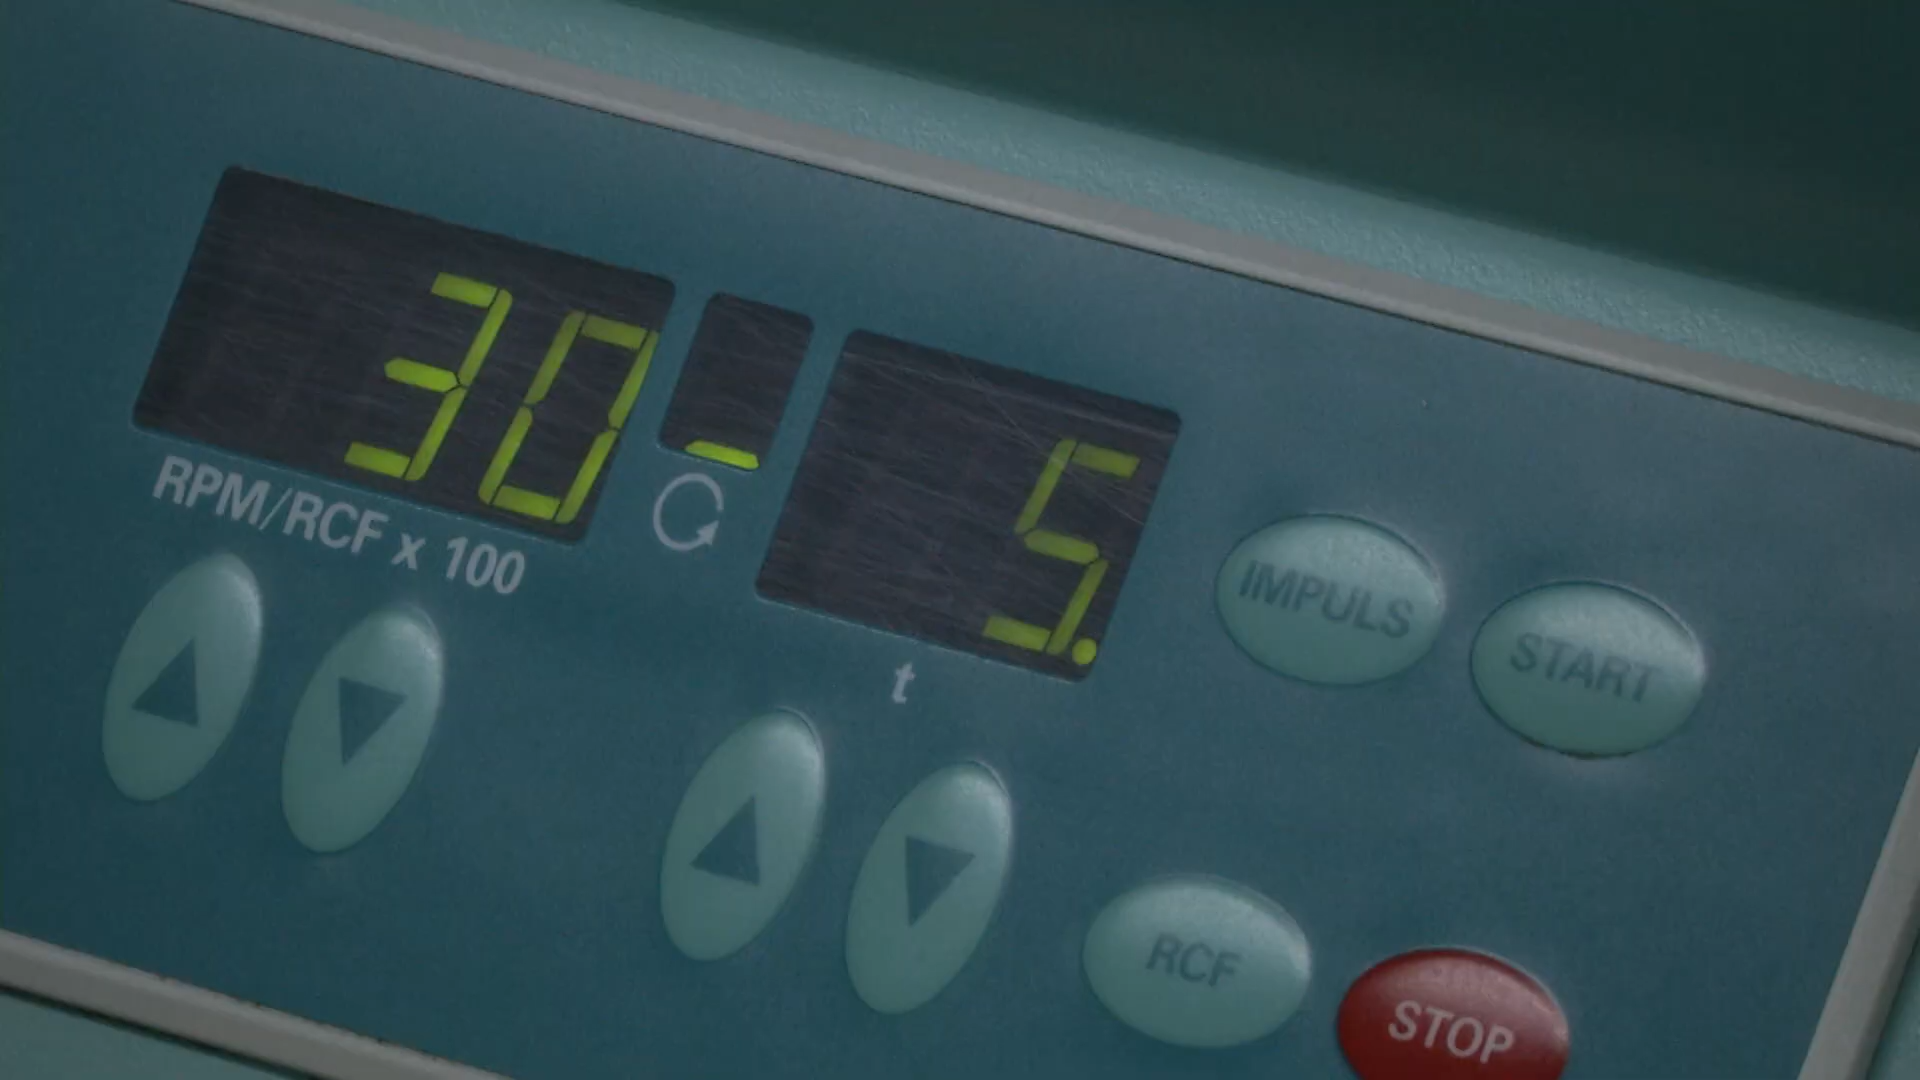 30 5.
RPM/RCF x 100
t
IMPULS
START
RCF
STOP